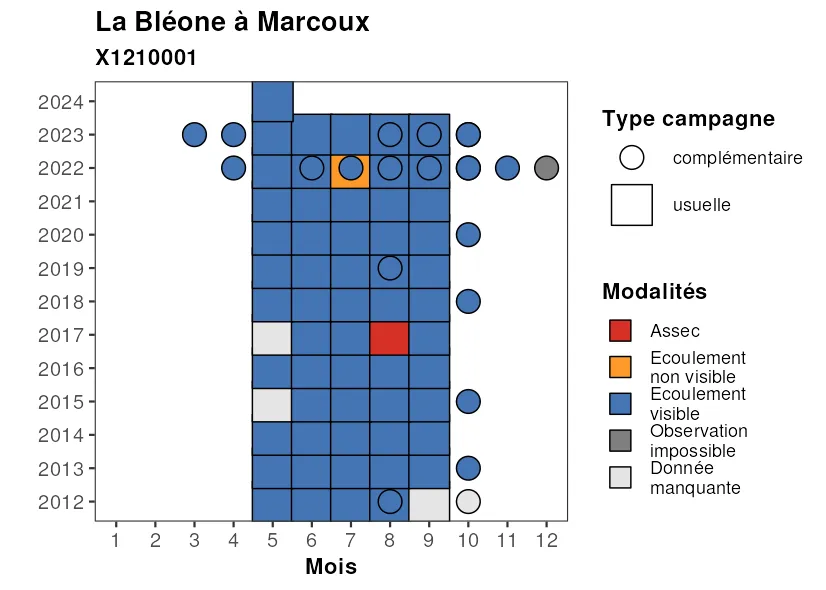 La Bléone à Marcoux
X1210001
2024
2023
2022
2021
2020
2019
2018
2017
2016
2015
2014
2013
2012
1 2 3 4 5 6 7 8 9 10 11 12
Mois
Type campagne
complémentaire
usuelle
Modalités
Assec
Ecoulement
non visible
Ecoulement
visible
Observation
impossible
Donnée
manquante